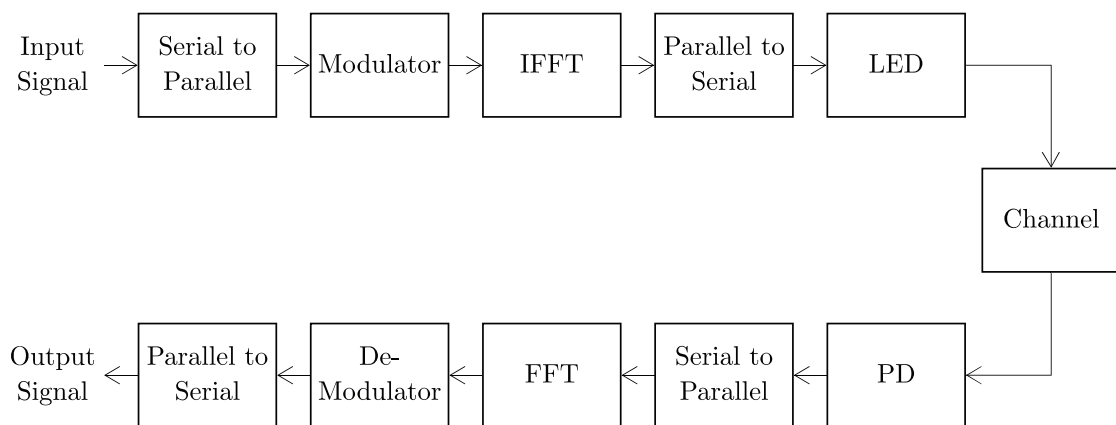 Input
Signal
Serial to
Parallel
Modulator
IFFT
Parallel to
Serial
LED
Channel
Output
Signal
Parallel to
Serial
De-
Modulator
FFT
Serial to
Parallel
PD